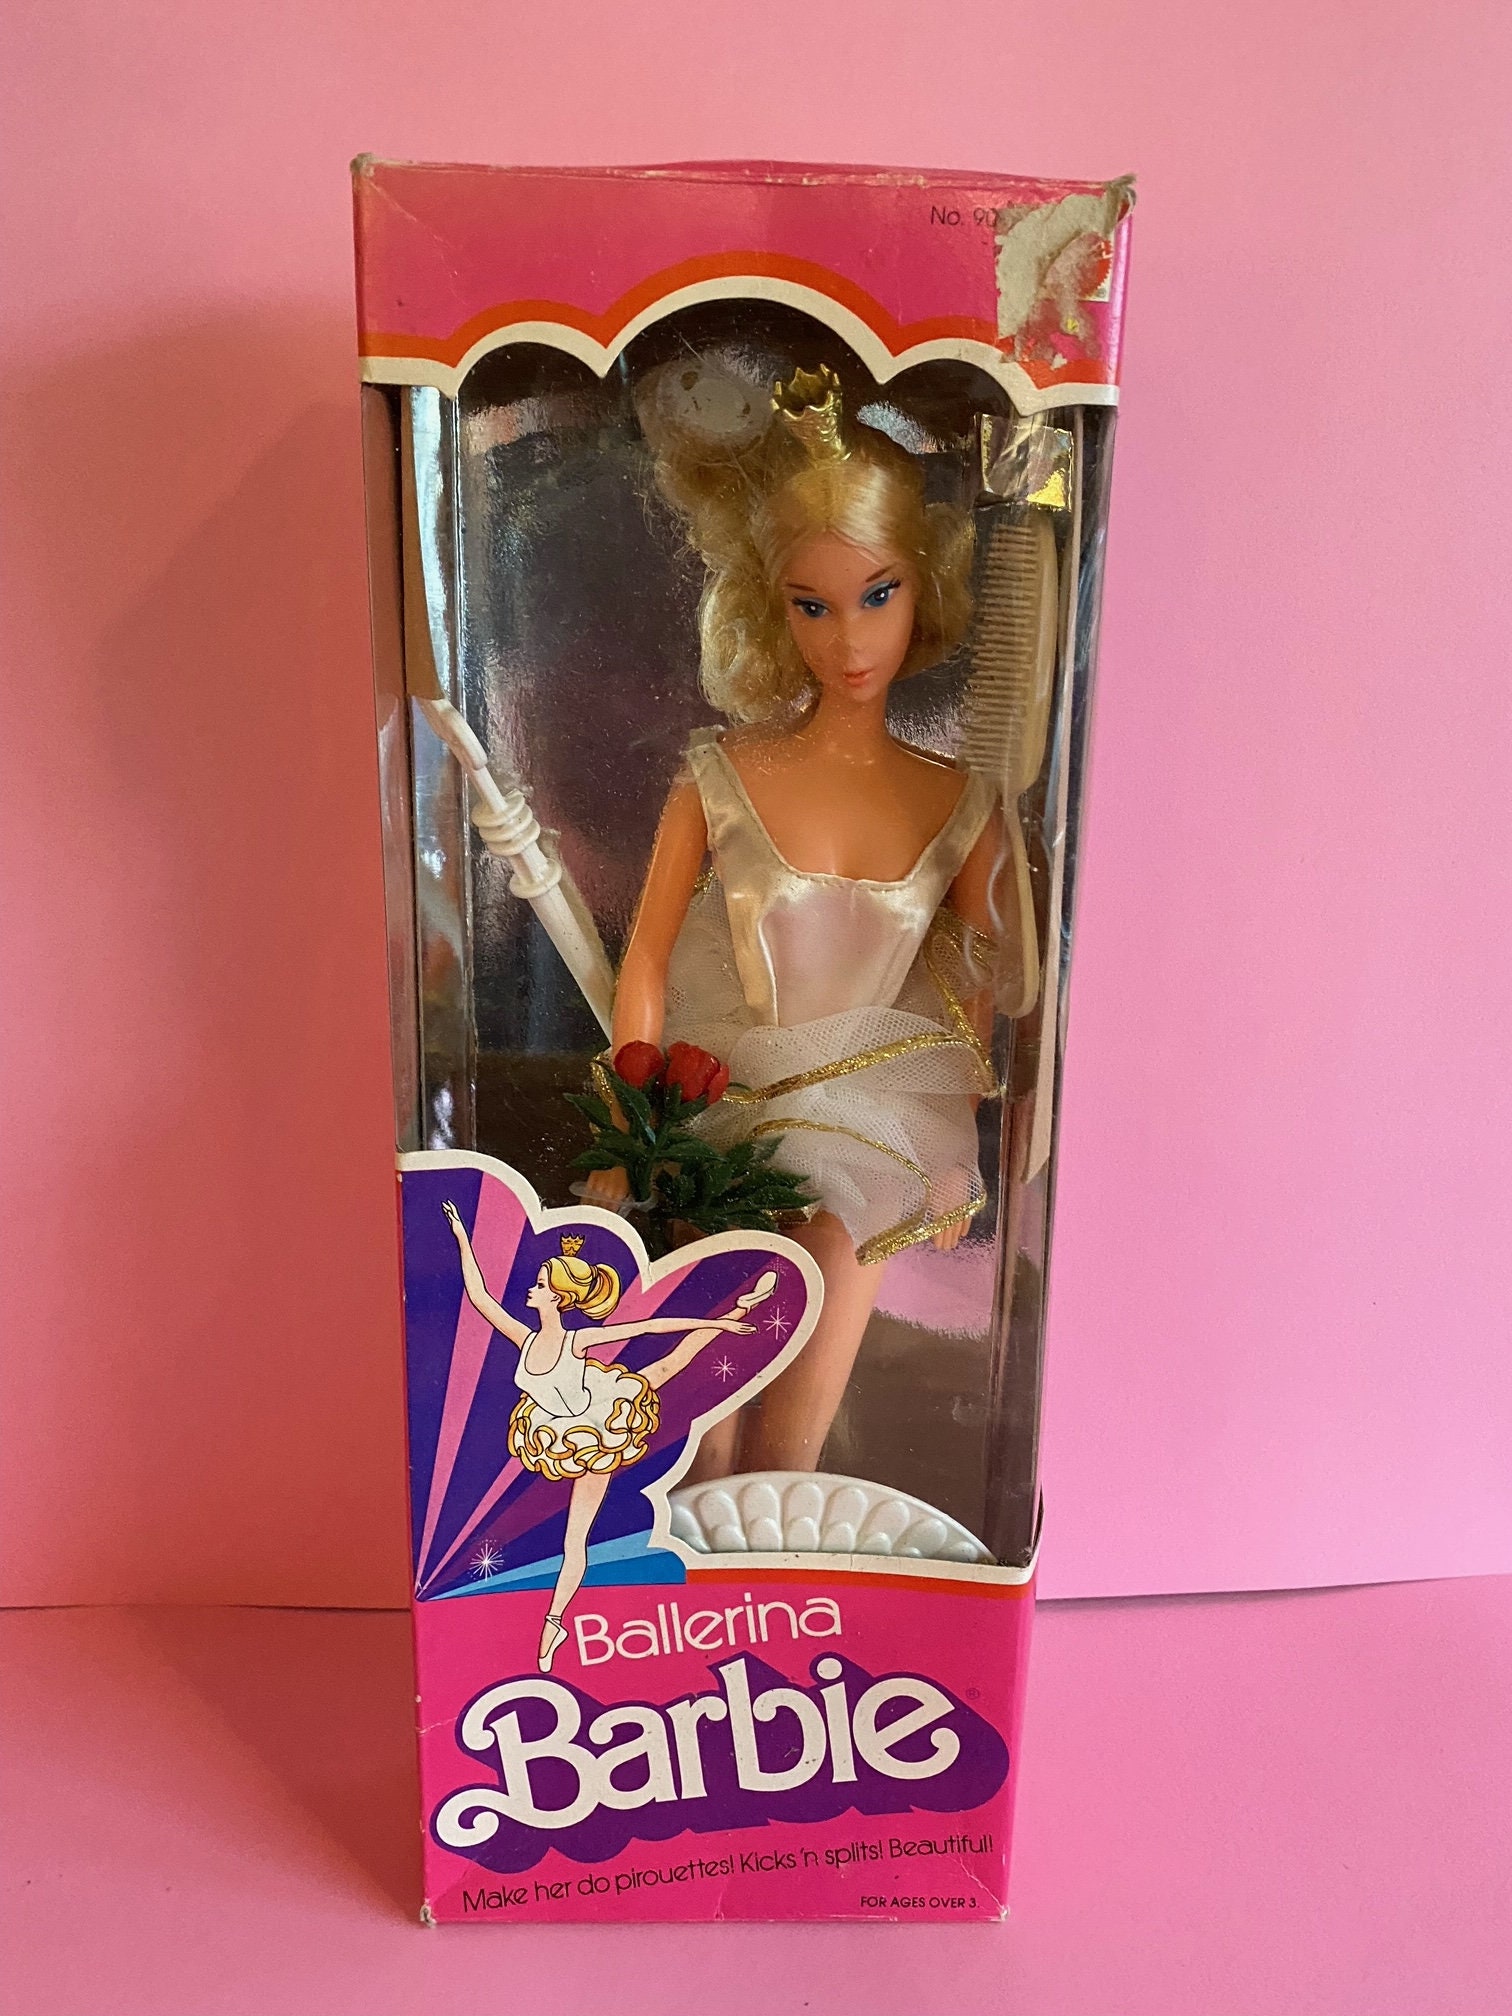 No. 90
Ballerina
Barbie®
Make her do pirouettes! Kicks 'n splits! Beautiful!
FOR AGES OVER 3.